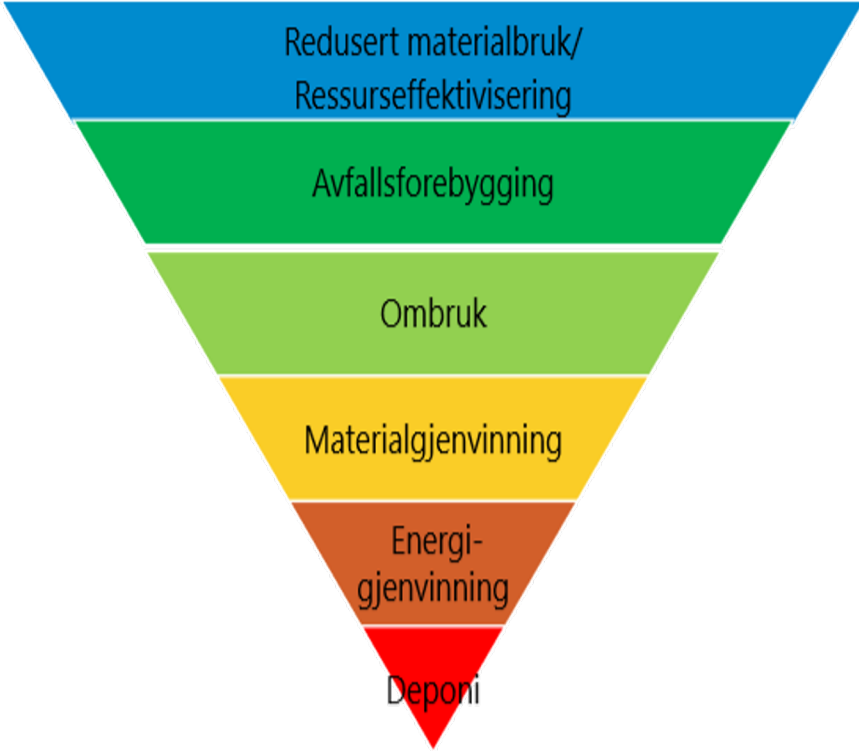 Redusert materialbruk/
Ressurseffektivisering
Avfallsforebygging
Ombruk
Materialgjenvinning
Energi-
gjenvinning
Deponi